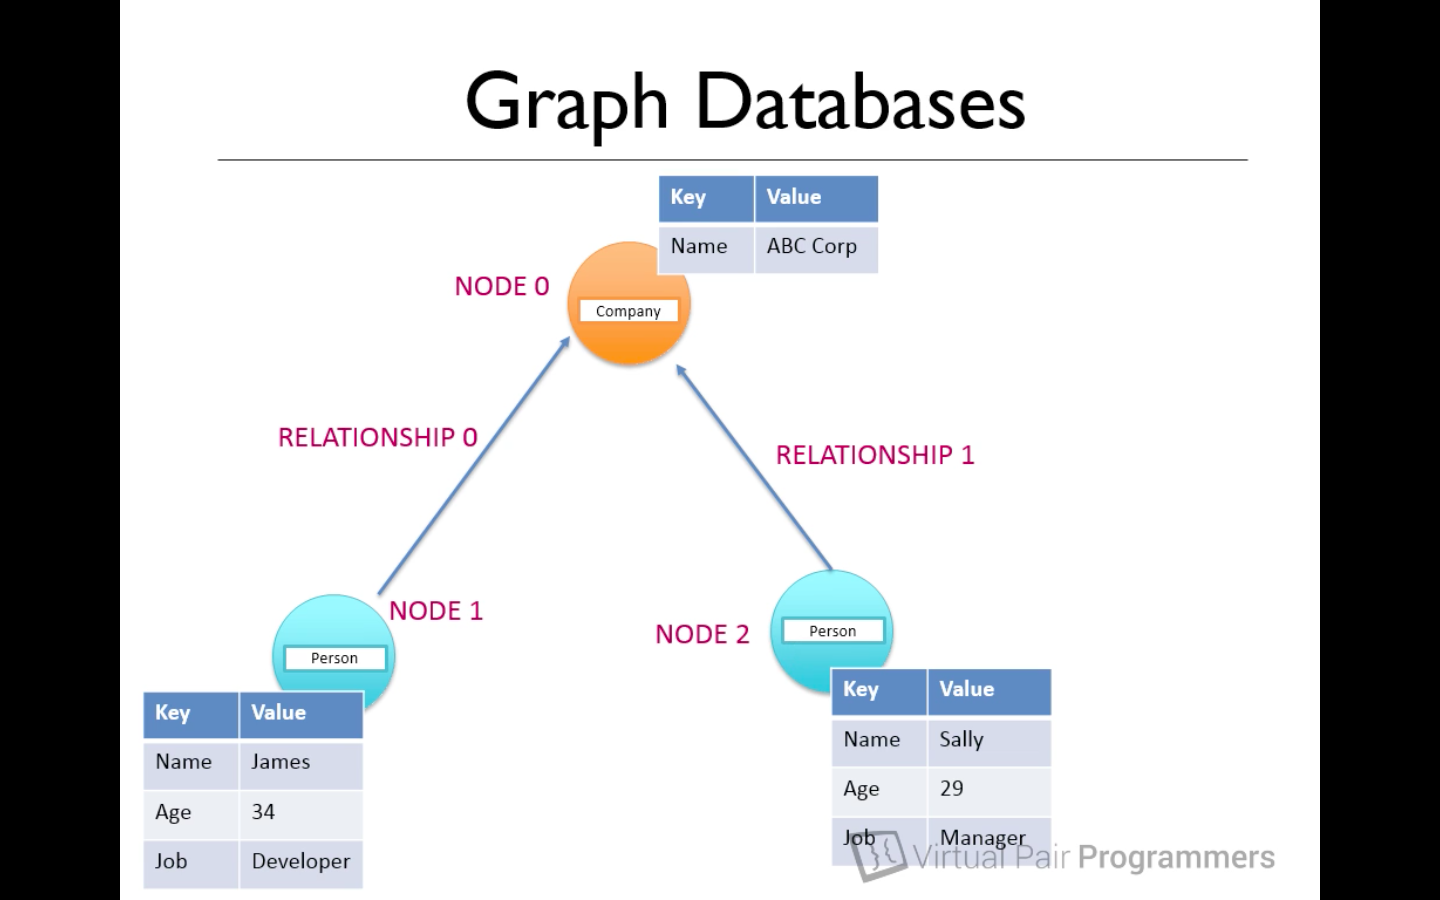 Graph Databases
Key Value
Name ABC Corp
NODE 0
Company
RELATIONSHIP 0
RELATIONSHIP 1
NODE 1
Person
NODE 2
Person
Key Value
Name James
Age 34
Job Developer
Key Value
Name Sally
Age 29
Job Manager
Virtual Pair Programmers